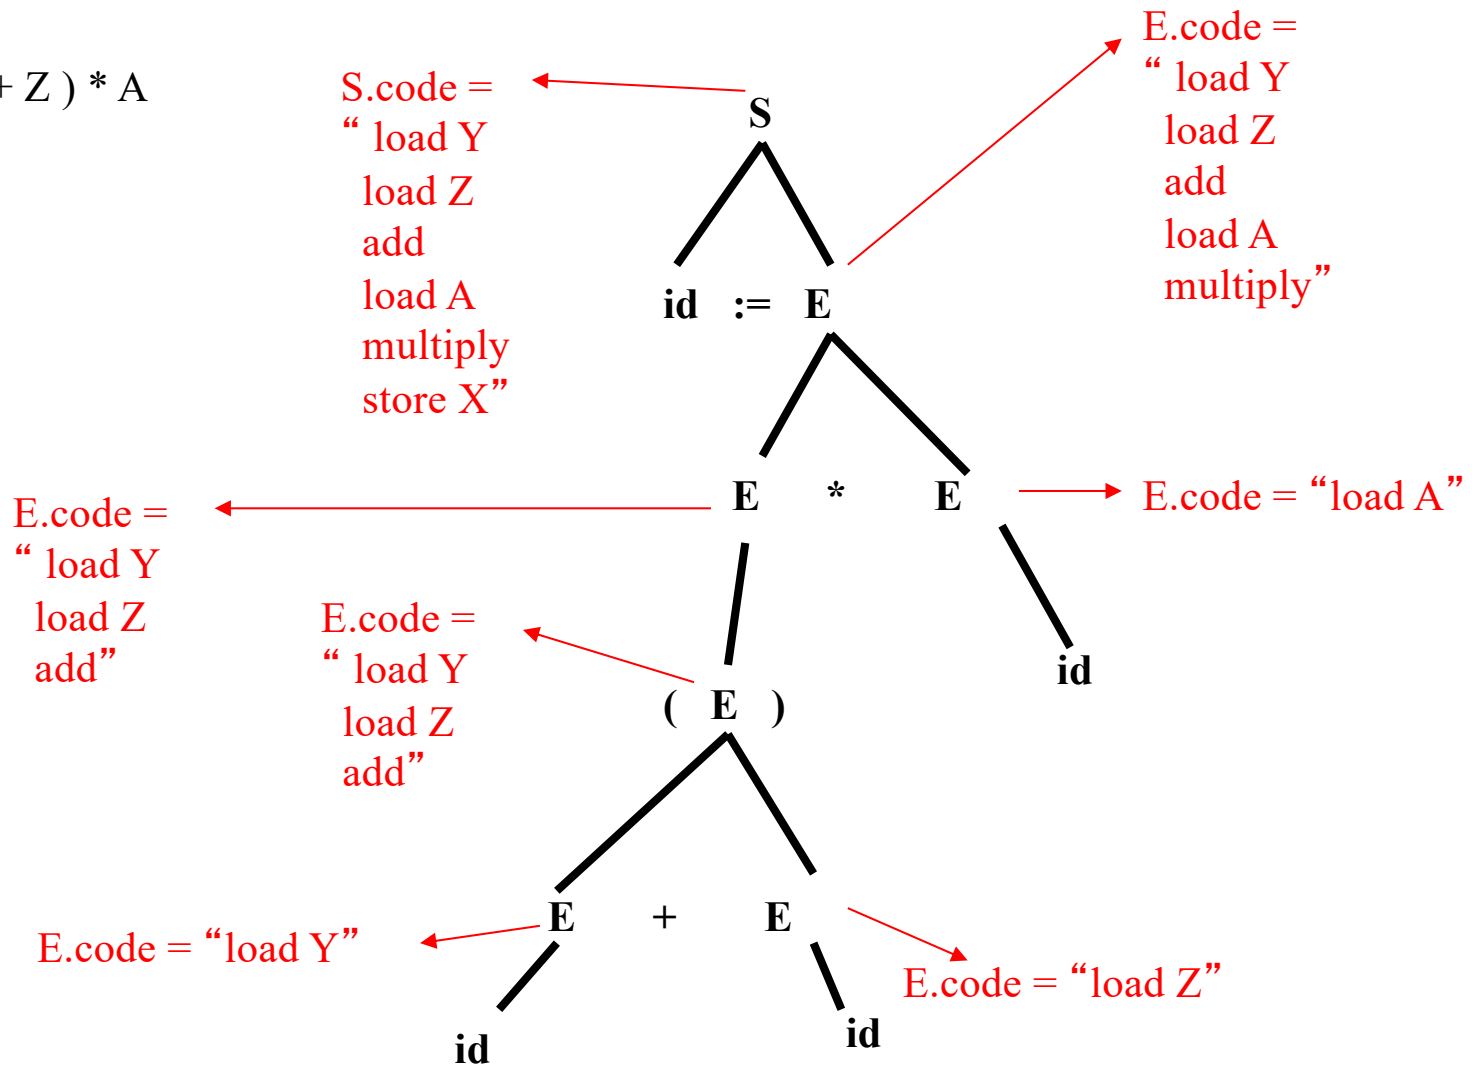 + Z ) * A
S.code =
“ load Y
load Z
add
load A
multiply
store X”
S
E.code =
“ load Y
load Z
add
load A
multiply”
id := E
E * E
E.code = “load A”
E.code =
“ load Y
load Z
add”
E.code =
“ load Y
load Z
add”
id
( E )
E + E
E.code = “load Y”
E.code = “load Z”
id
id